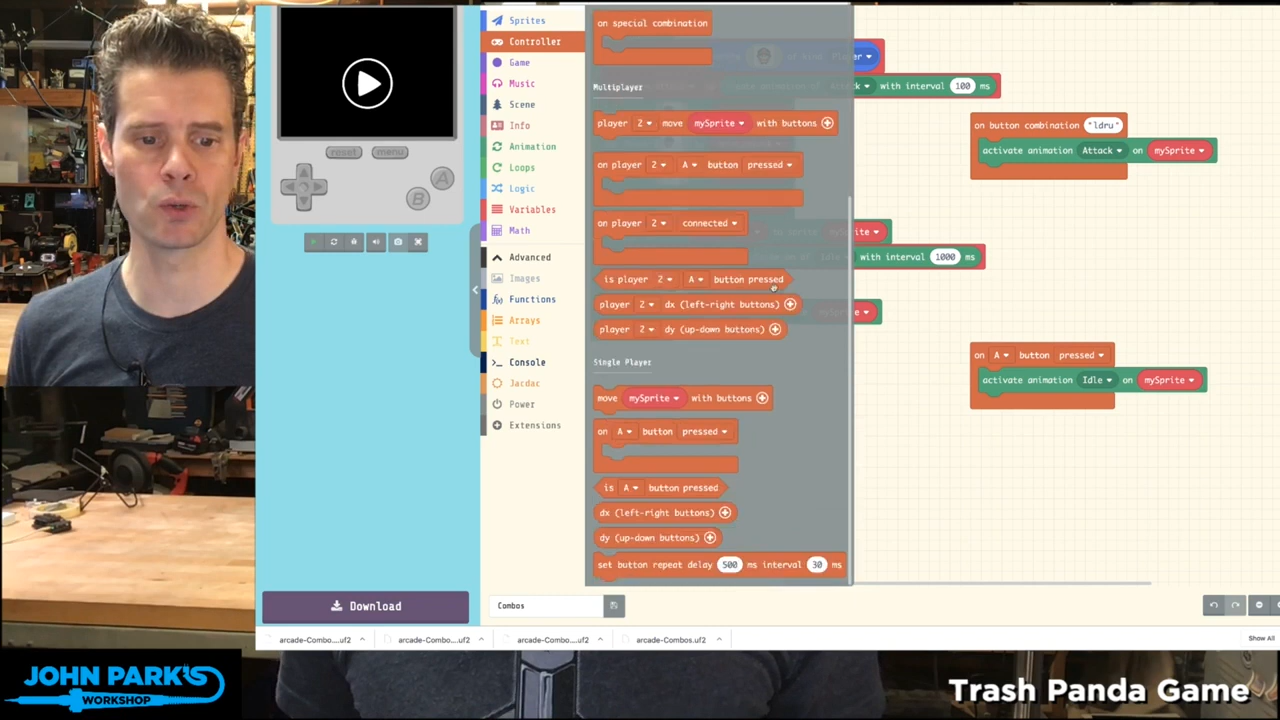 reset
menu
A
B
Download
Sprites
Controller
Game
Music
Scene
Info
Animation
Loops
Logic
Variables
Math
Advanced
Images
Functions
Arrays
Text
Console
Jacdac
Power
Extensions
on special combination
Multiplayer
player 2 move mySprite with buttons
on player 2 A button pressed
on player 2 connected
is player 2 A button pressed
player 2 dx (left-right buttons)
player 2 dy (up-down buttons)
Single Player
move mySprite with buttons
on A button pressed
is A button pressed
dx (left-right buttons)
dy (up-down buttons)
set button repeat delay 500 ms interval 30 ms
with interval 100 ms
with interval 1000 ms
on button combination "ldru"
activate animation Attack on mySprite
on A button pressed
activate animation Idle on mySprite
Combos
arcade-Combo....uf2
arcade-Combo....uf2
arcade-Combo....uf2
arcade-Combos.uf2
Show All
JOHN PARK'S
WORKSHOP
Trash Panda Game